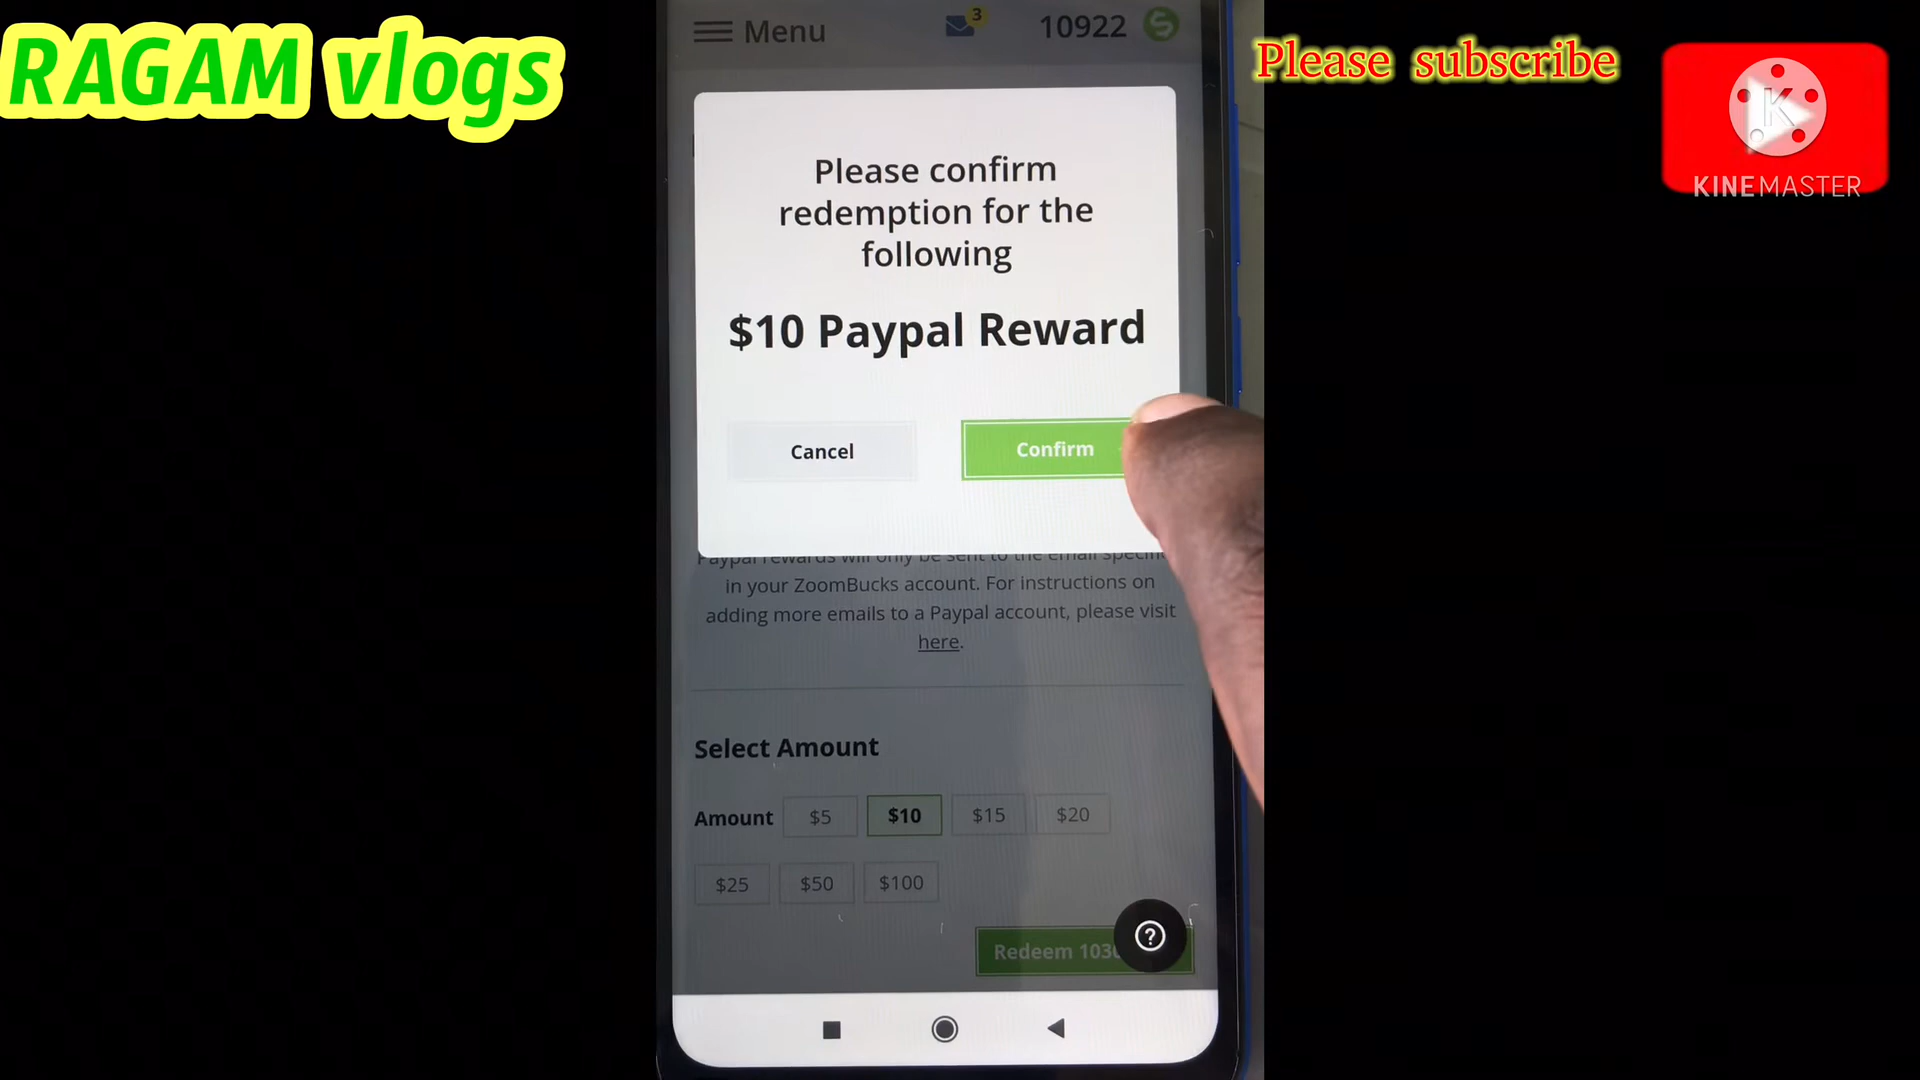 RAGAM vlogs
Please subscribe
KINEMASTER
Menu
3
10922
Please confirm
redemption for the
following
$10 Paypal Reward
Cancel
Confirm
Paypal rewards will only be sent to the email
in your ZoomBucks account. For instructions on
adding more emails to a Paypal account, please visit
here.
Select Amount
Amount
$5
$10
$15
$20
$25
$50
$100
Redeem